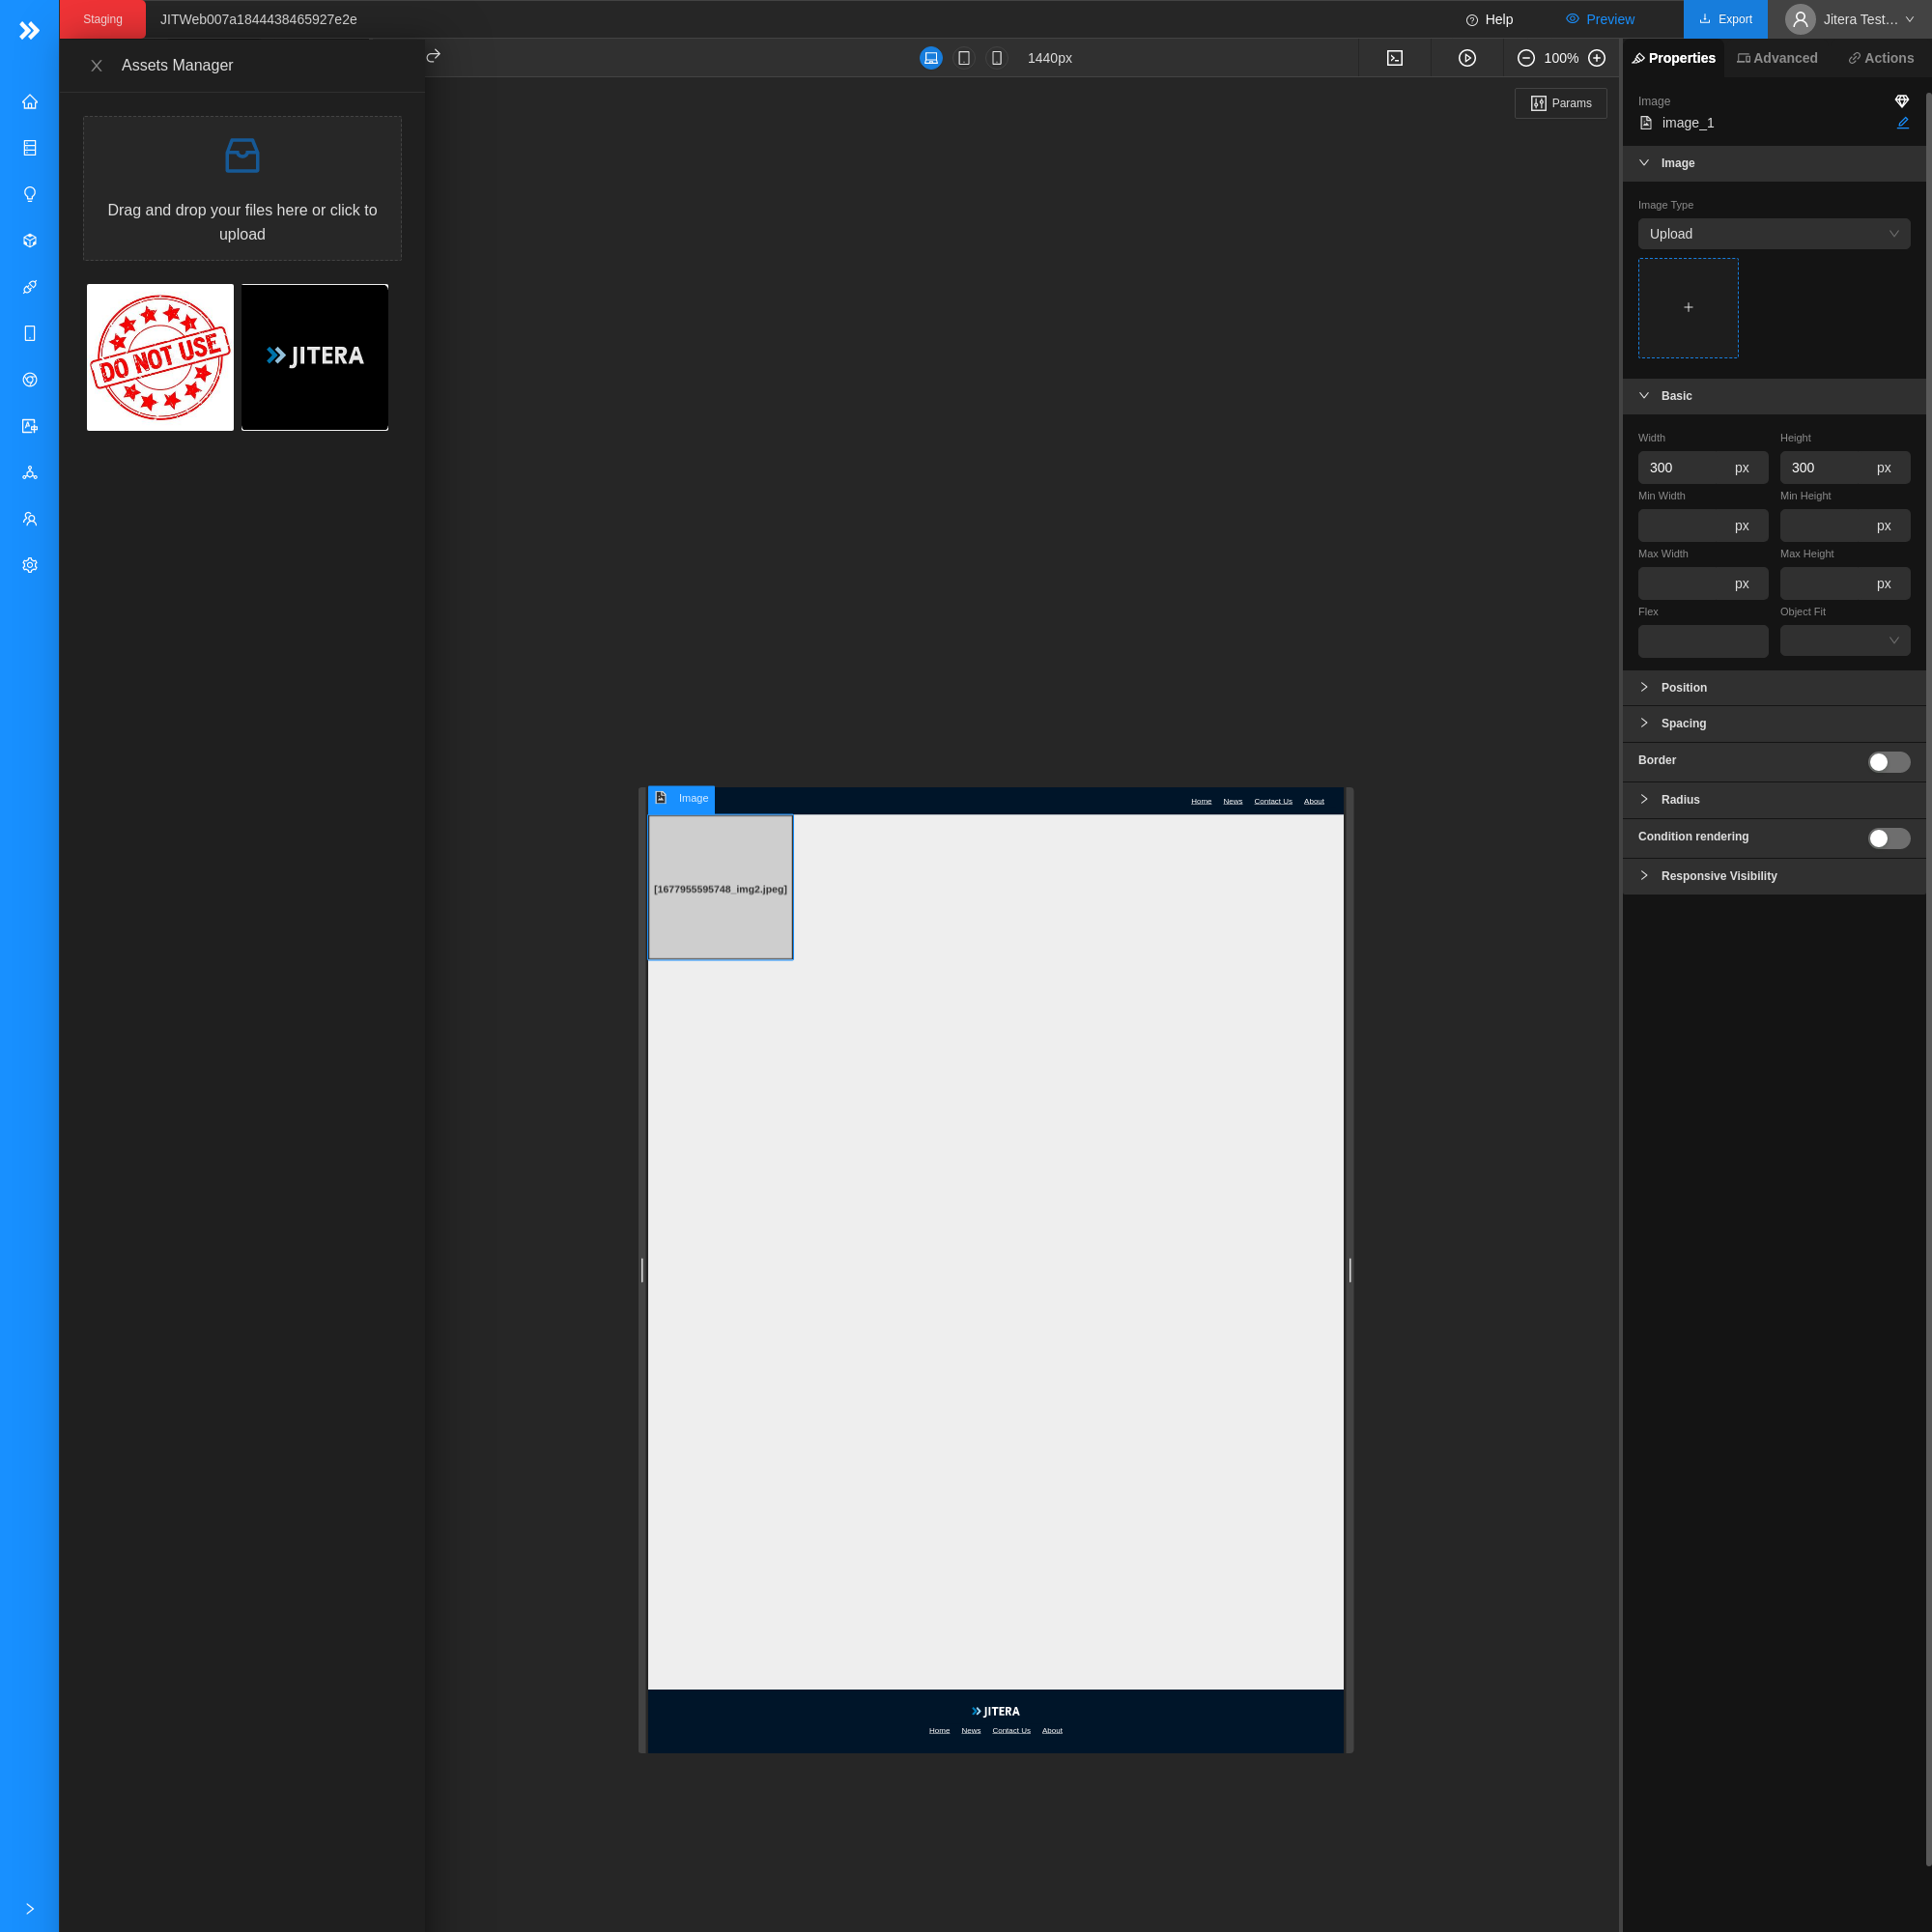 Staging
JITWeb007a1844438465927e2e
Help
Preview
Export
Jitera Test...
Assets Manager
1440px
100%
Properties
Advanced
Actions
Params
Drag and drop your files here or click to
upload
DO NOT USE
JITERA
Image
image_1
Image
Image Type
Upload
+
Basic
Width
Height
300
px
300
px
Min Width
Min Height
px
px
Max Width
Max Height
px
px
Flex
Object Fit
Position
Spacing
Border
Radius
Condition rendering
Responsive Visibility
Image
Home
News
Contact Us
About
[1677955595748_img2.jpeg]
JITERA
Home
News
Contact Us
About